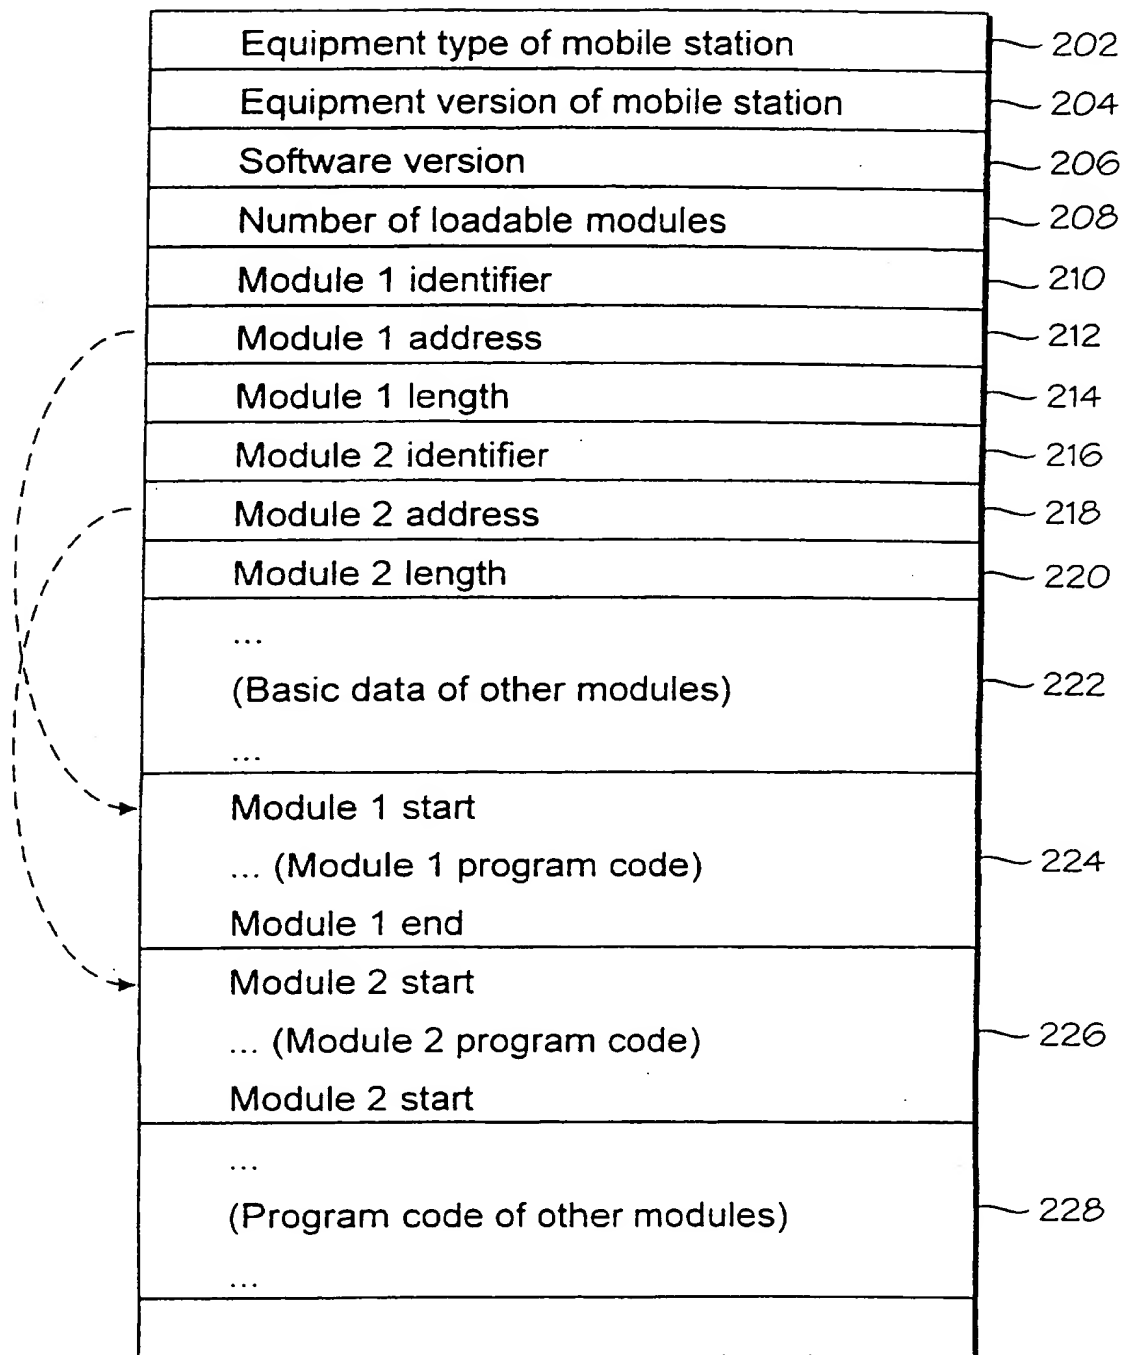 Equipment type of mobile station 202
Equipment version of mobile station 204
Software version 206
Number of loadable modules 208
Module 1 identifier 210
Module 1 address 212
Module 1 length 214
Module 2 identifier 216
Module 2 address 218
Module 2 length 220
...
(Basic data of other modules) 222
...
Module 1 start
... (Module 1 program code) 224
Module 1 end
Module 2 start
... (Module 2 program code) 226
Module 2 start
...
(Program code of other modules) 228
...